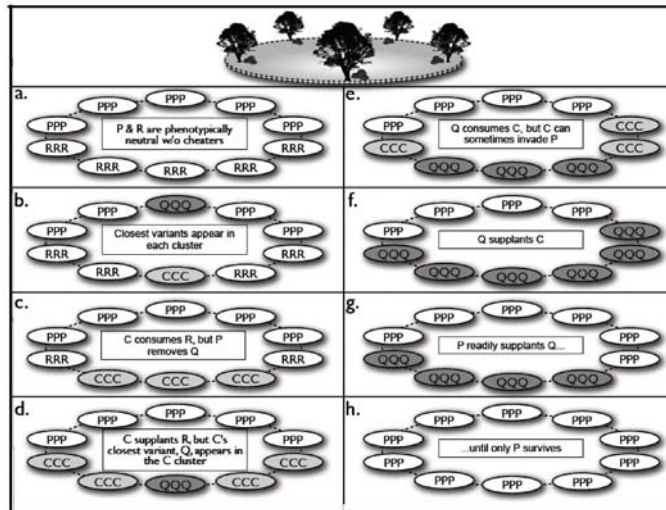 a.
PPP PPP PPP
PPP PPP
P & R are phenotypically
neutral w/o cheaters
RRR RRR
RRR RRR RRR
b.
PPP QQQ PPP
PPP PPP
Closest variants appear in
each cluster
RRR RRR
RRR CCC RRR
c.
PPP PPP PPP
PPP PPP
C consumes R, but P
removes Q
RRR RRR
CCC CCC CCC
d.
PPP PPP PPP
PPP PPP
C supplants R, but C's
closest variant, Q, appears
in the C cluster
CCC CCC
CCC QQQ CCC
e.
PPP PPP PPP
PPP CCC
Q consumes C, but C can
sometimes invade P
CCC CCC
QQQ QQQ QQQ
f.
PPP PPP PPP
PPP QQQ
Q supplants C
QQQ QQQ
QQQ QQQ QQQ
g.
PPP PPP PPP
PPP PPP
P readily supplants Q...
QQQ PPP
QQQ QQQ QQQ
h.
PPP PPP PPP
PPP PPP
...until only P survives
PPP PPP
PPP PPP PPP